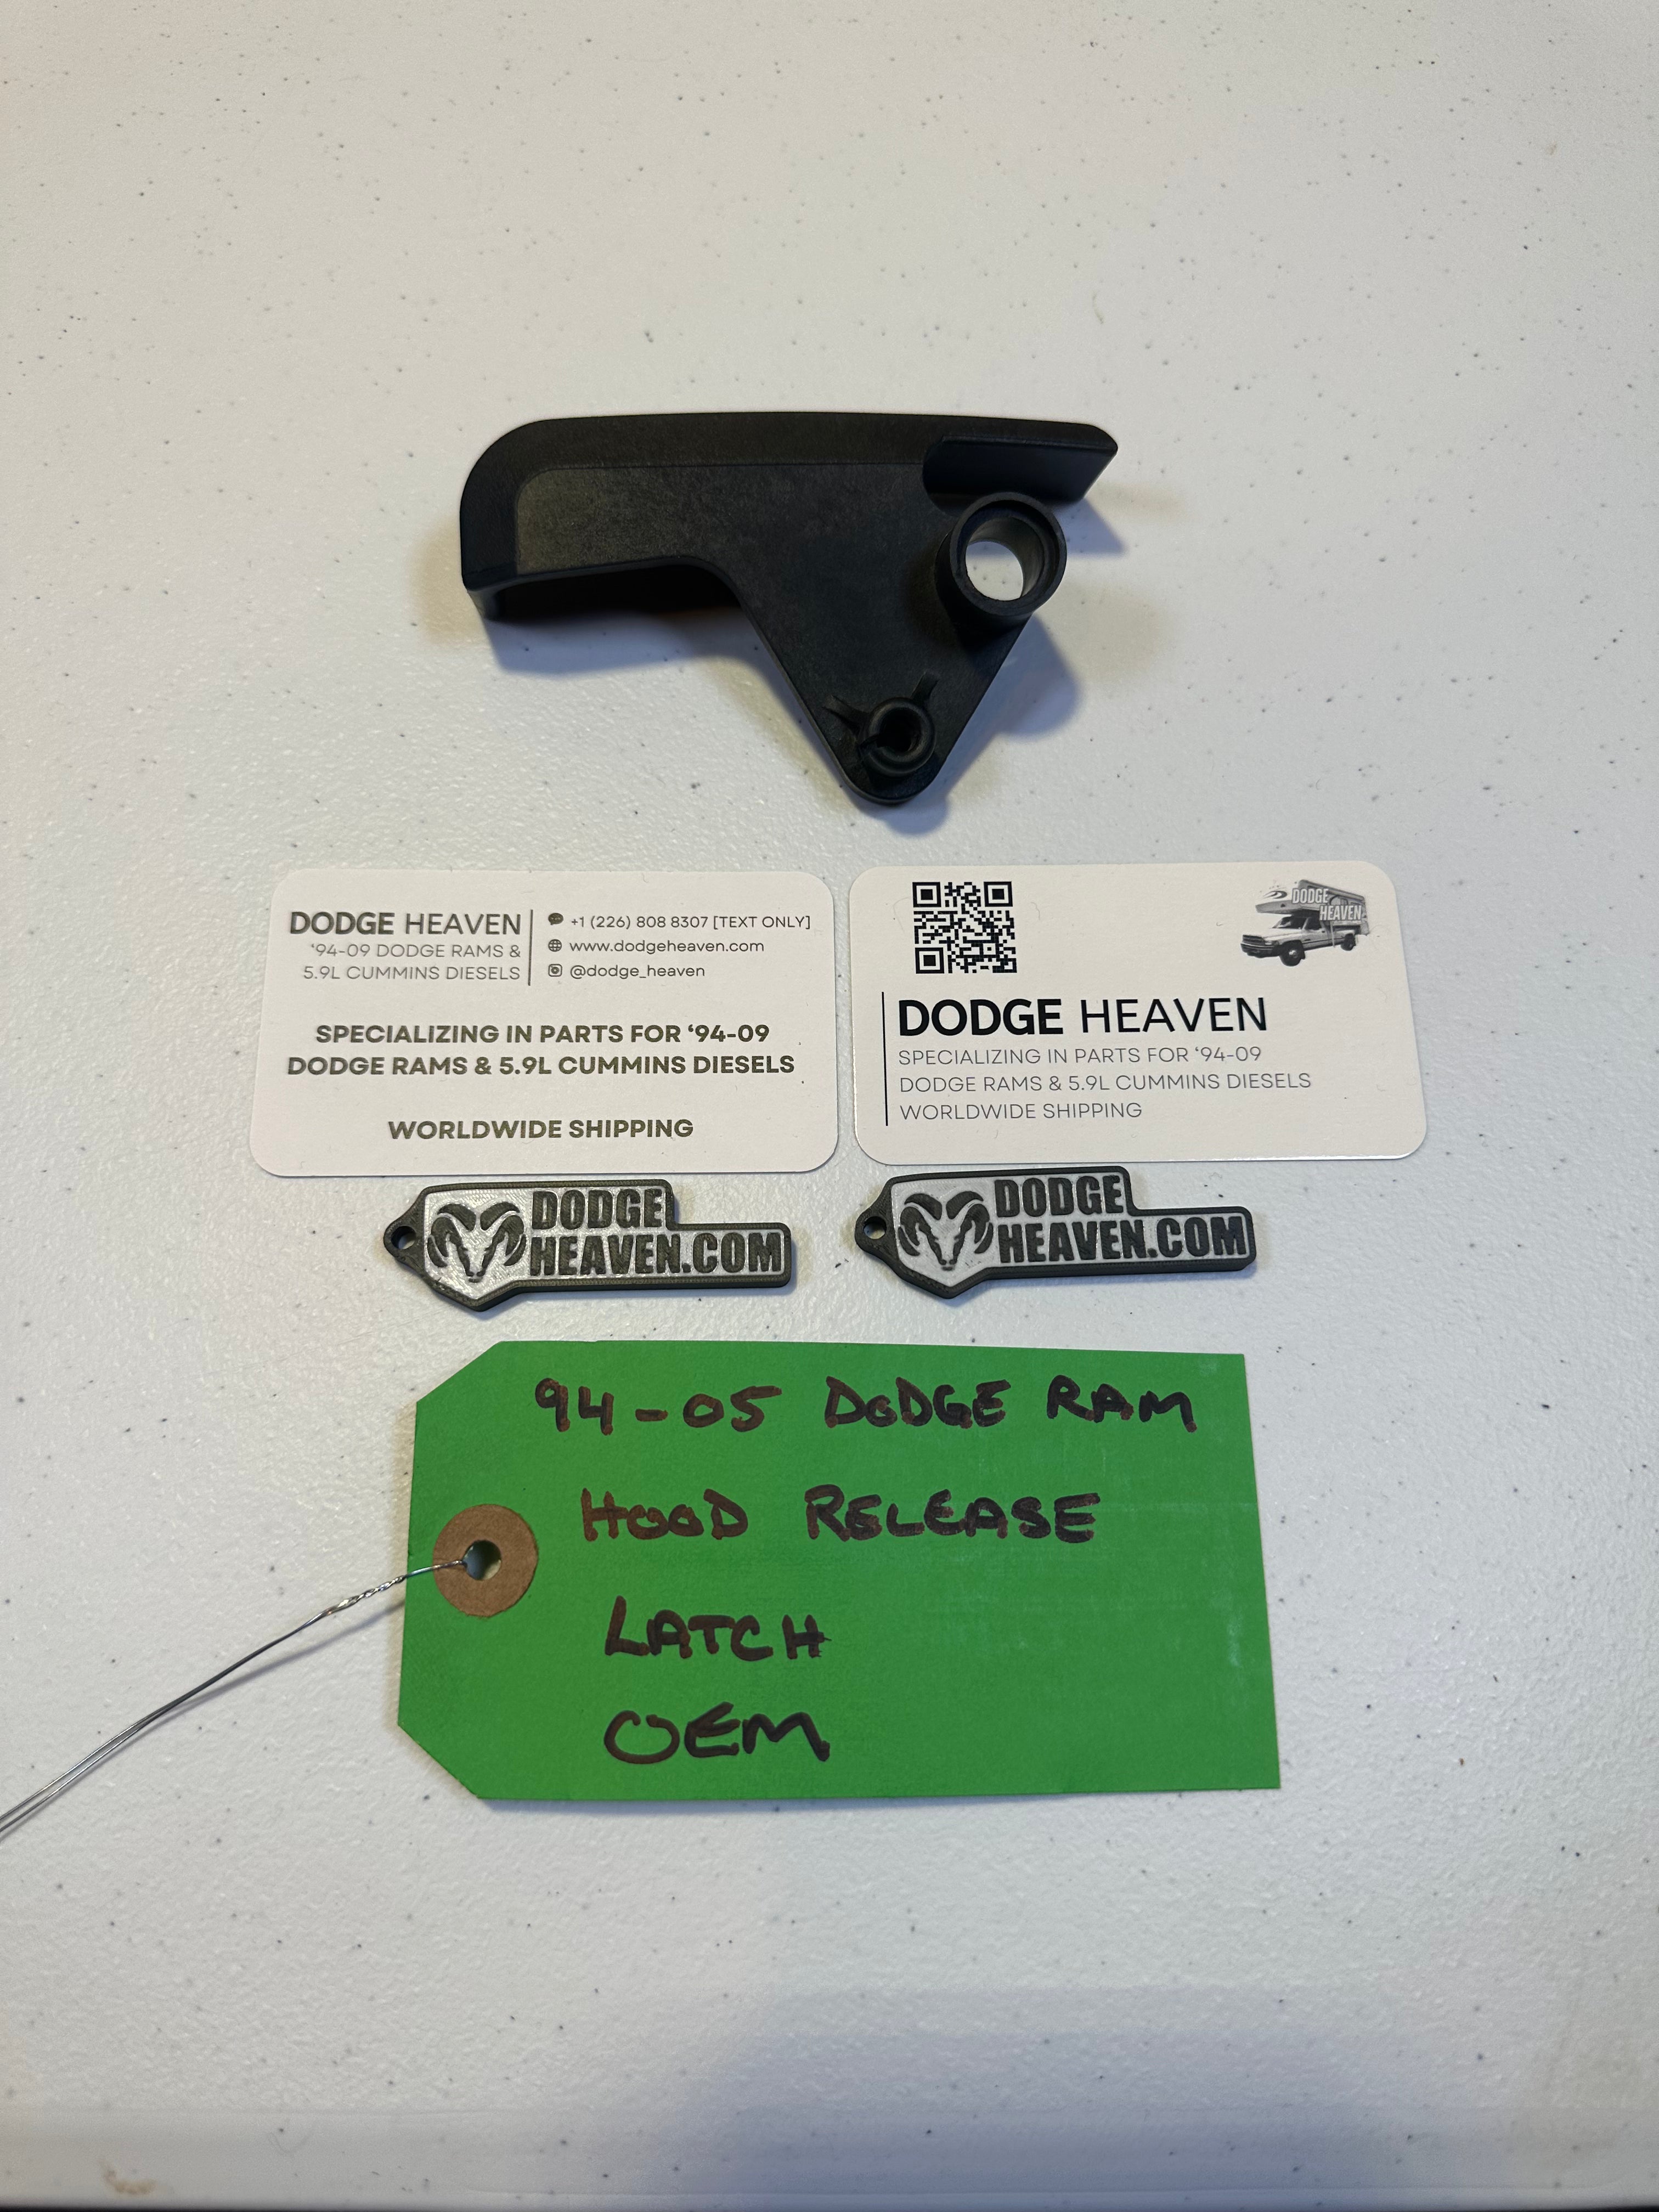 DODGE HEAVEN
'94-09 DODGE RAMS &
5.9L CUMMINS DIESELS
+1 (226) 808 8307 [TEXT ONLY]
www.dodgeheaven.com
@dodge_heaven
SPECIALIZING IN PARTS FOR ‘94-09
DODGE RAMS & 5.9L CUMMINS DIESELS
WORLDWIDE SHIPPING
DODGE
HEAVEN
DODGE HEAVEN
SPECIALIZING IN PARTS FOR ‘94-09
DODGE RAMS & 5.9L CUMMINS DIESELS
WORLDWIDE SHIPPING
DODGE
HEAVEN.COM
DODGE
HEAVEN.COM
94-05 DODGE RAM
HOOD RELEASE
LATCH
OEM